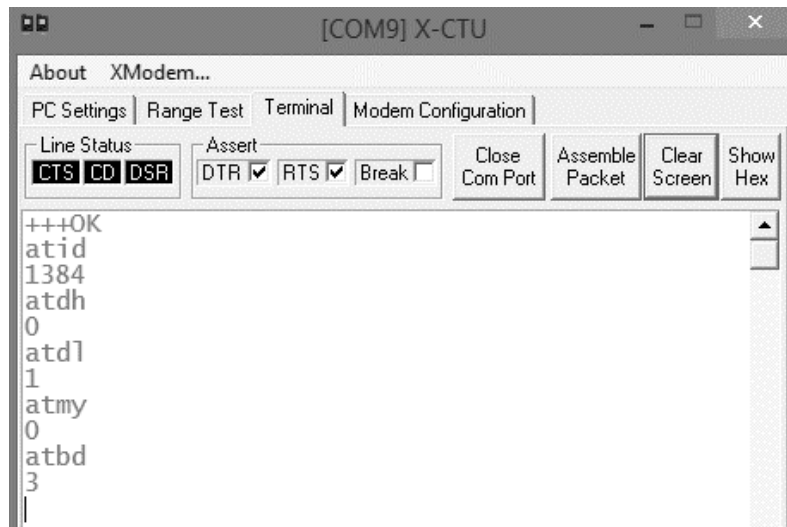 [COM9] X-CTU
About XModem...
PC Settings Range Test Terminal Modem Configuration
Line Status Assert
CTS CD DSR DTR RTS Break
Close Com Port
Assemble Packet
Clear Screen
Show Hex
+++OK
atid
1384
atdh
0
atdl
1
atmy
0
atbd
3